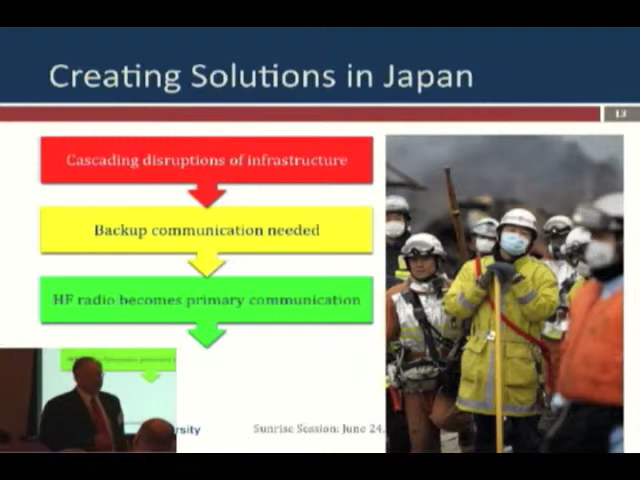 Creating Solutions in Japan
13
Cascading disruptions of infrastructure
Backup communication needed
HF radio becomes primary communication
Sunrise Session: June 24,